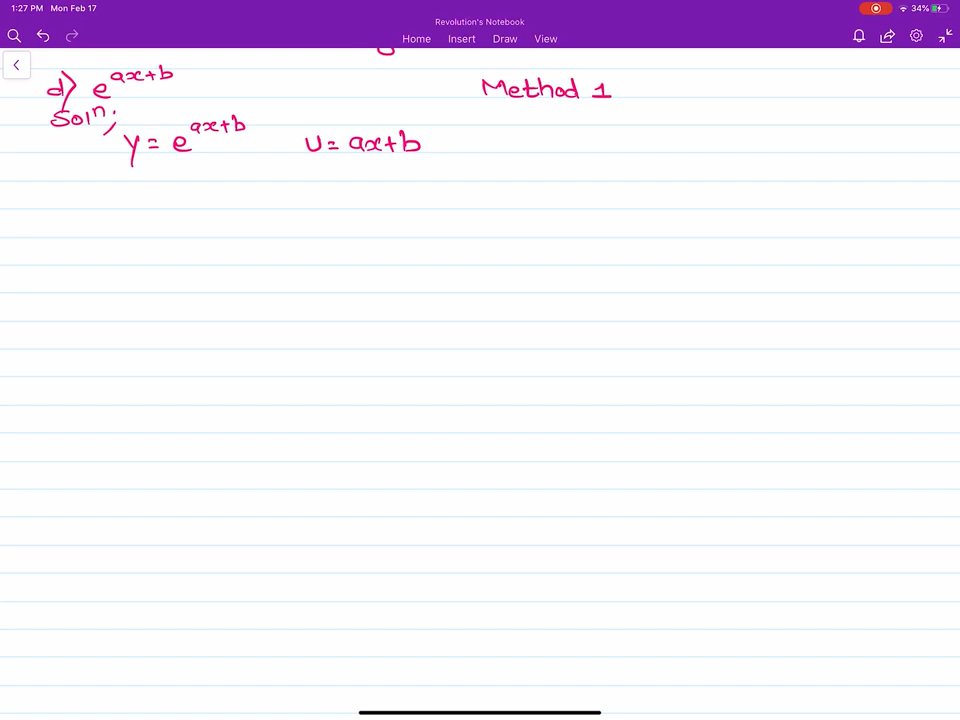 1:27 PM Mon Feb 17
34%
Revolution's Notebook
Home Insert Draw View
d) e^{ax+b}
Method 1
Solⁿ;
y = e^{ax+b} u = ax+b